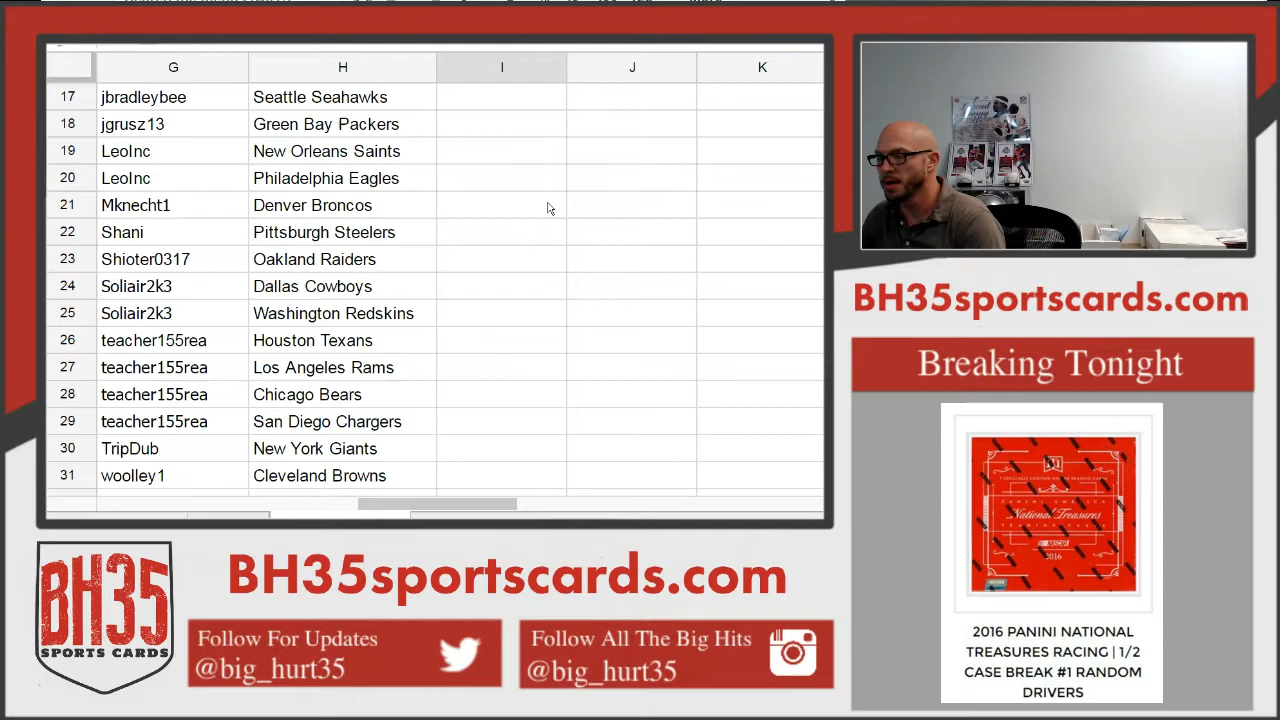 G H I J K
17 jbradleybee Seattle Seahawks
18 jgrusz13 Green Bay Packers
19 LeoInc New Orleans Saints
20 LeoInc Philadelphia Eagles
21 Mknecht1 Denver Broncos
22 Shani Pittsburgh Steelers
23 Shioter0317 Oakland Raiders
24 Soliair2k3 Dallas Cowboys
25 Soliair2k3 Washington Redskins
26 teacher155rea Houston Texans
27 teacher155rea Los Angeles Rams
28 teacher155rea Chicago Bears
29 teacher155rea San Diego Chargers
30 TripDub New York Giants
31 woolley1 Cleveland Browns
BH35sportscards.com
Breaking Tonight
National Treasures
2016
2016 PANINI NATIONAL
TREASURES RACING | 1/2
CASE BREAK #1 RANDOM
DRIVERS
BH35
SPORTS CARDS
BH35sportscards.com
Follow For Updates
@big_hurt35
Follow All The Big Hits
@big_hurt35